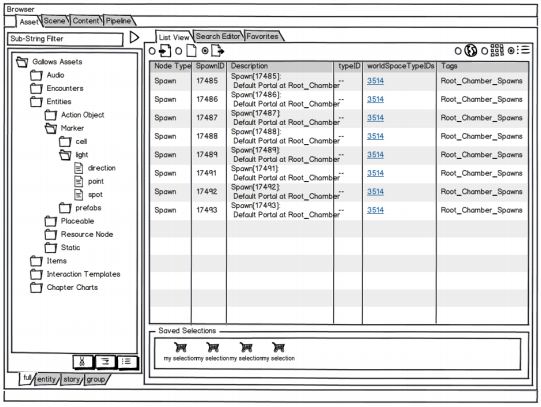 Browser
Asset Scene Content Pipeline
Sub-String Filter
Gallows Assets
Audio
Encounters
Entities
Action Object
Marker
cell
light
direction
point
spot
prefabs
Placeable
Resource Node
Static
Items
Interaction Templates
Chapter Charts
full entity story group
List View Search Editor Favorites
Node Type SpawnID Description typeID worldSpaceTypeIDs Tags
Spawn 17485 Spawn[17485]: Default Portal at Root_Chamber -- 3514 Root_Chamber_Spawns
Spawn 17486 Spawn[17486]: Default Portal at Root_Chamber -- 3514 Root_Chamber_Spawns
Spawn 17487 Spawn[17487]: Default Portal at Root_Chamber -- 3514 Root_Chamber_Spawns
Spawn 17488 Spawn[17488]: Default Portal at Root_Chamber -- 3514 Root_Chamber_Spawns
Spawn 17489 Spawn[17489]: Default Portal at Root_Chamber -- 3514 Root_Chamber_Spawns
Spawn 17491 Spawn[17491]: Default Portal at Root_Chamber -- 3514 Root_Chamber_Spawns
Spawn 17492 Spawn[17492]: Default Portal at Root_Chamber -- 3514 Root_Chamber_Spawns
Spawn 17493 Spawn[17493]: Default Portal at Root_Chamber -- 3514 Root_Chamber_Spawns
Saved Selections
my selection my selection my selection my selection